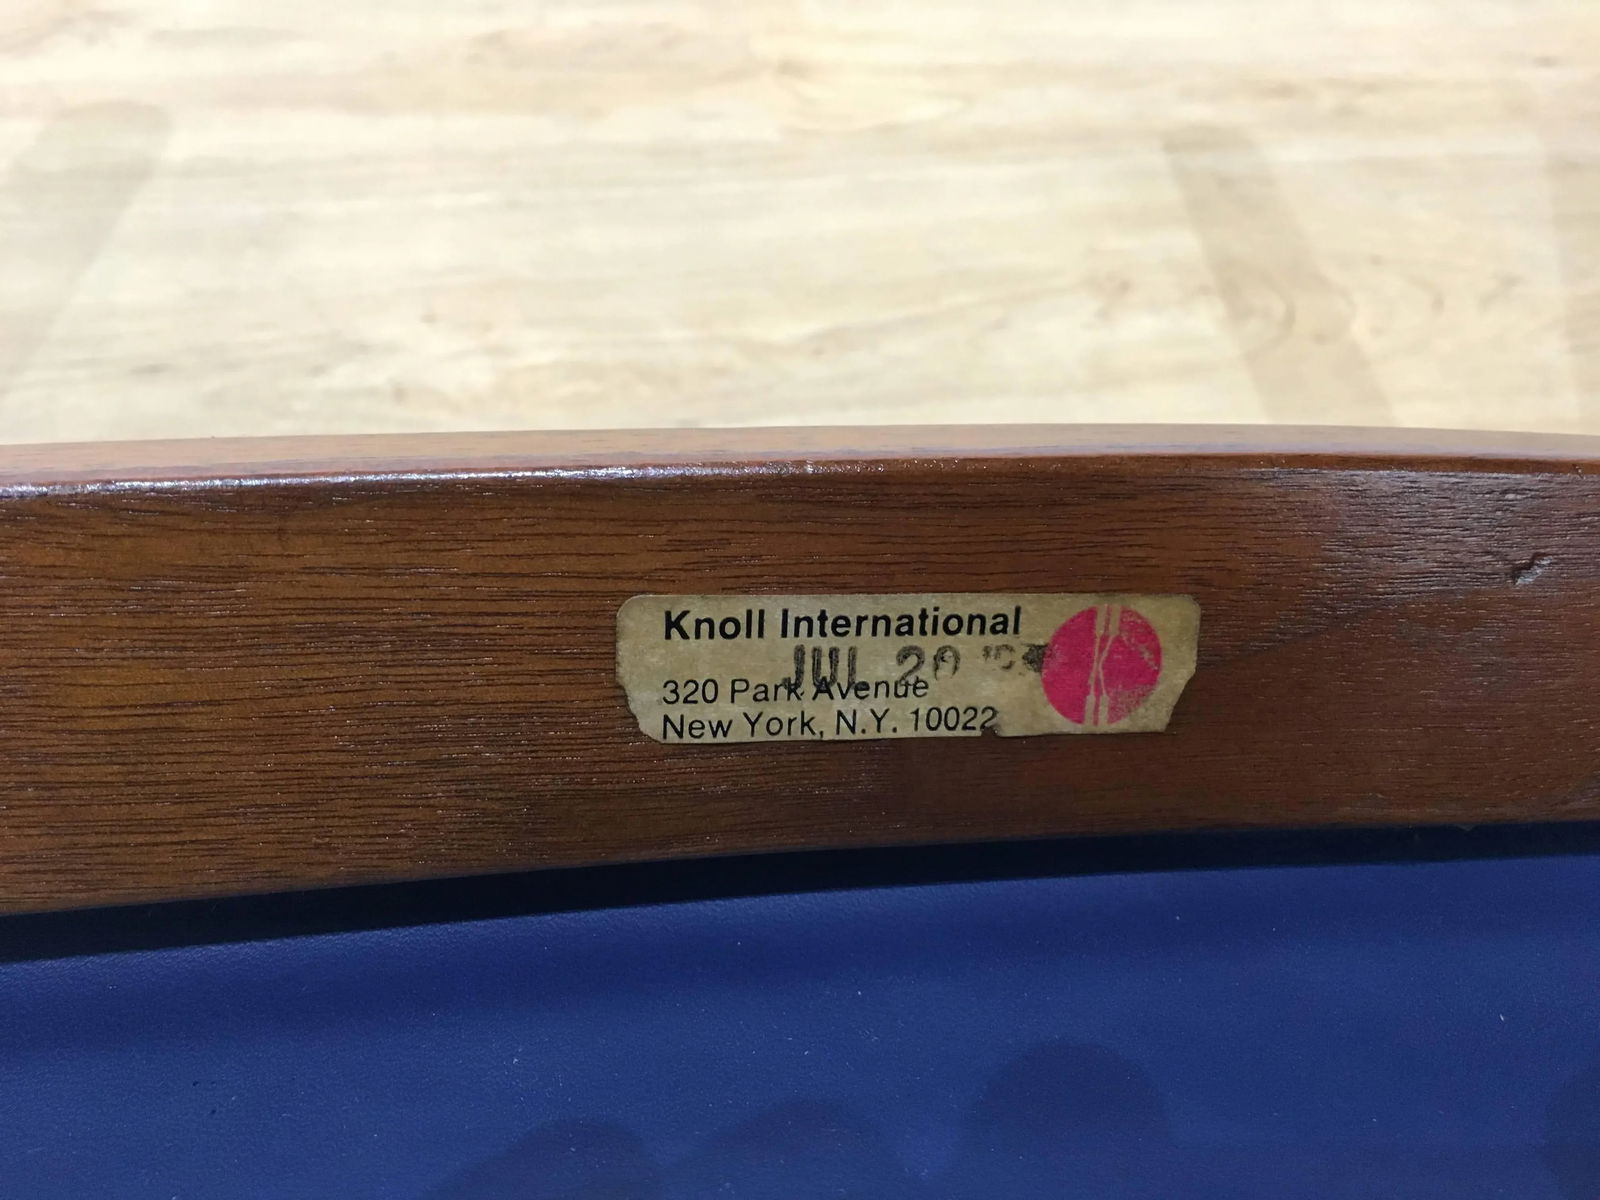 Knoll International
JUL 20
320 Park Avenue
New York, N.Y. 10022